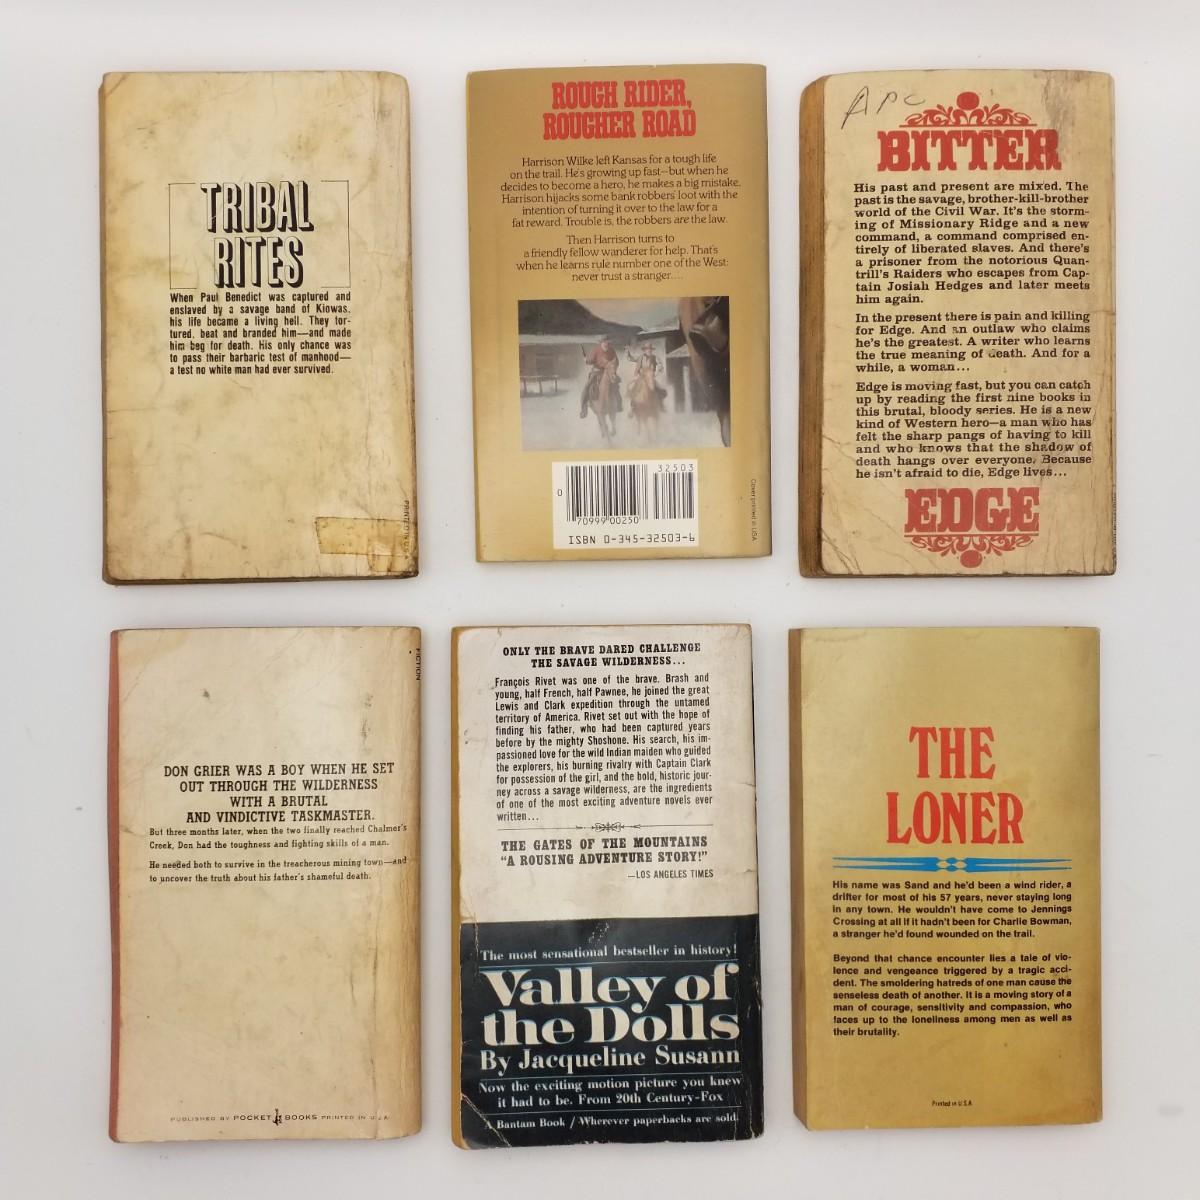 TRIBAL
RITES
When Paul Benedict was captured and
enslaved by a savage band of Kiowas,
his life became a living hell. They tor-
tured, beat and branded him—and made
him beg for death. His only chance was
to pass their barbaric test of manhood—
a test no white man had ever survived.
PRINTED IN U.S.A.
ROUGH RIDER,
ROUGHER ROAD
Harrison Wilke left Kansas for a tough life
on the trail. He's growing up fast—but when he
decides to become a hero, he makes a big mistake.
Harrison hijacks some bank robbers' loot with the
intention of turning it over to the law for a
fat reward. Trouble is, the robbers are the law.
Then Harrison turns to
a friendly fellow wanderer for help. That's
when he learns rule number one of the West:
never trust a stranger....
32503
0
70999 00250
ISBN 0-345-32503-6
Cover printed in USA
APC
BITTER
His past and present are mixed. The
past is the savage, brother-kill-brother
world of the Civil War. It's the storm-
ing of Missionary Ridge and a new
command, a command comprised en-
tirely of liberated slaves. And there's
a prisoner from the notorious Quan-
trill's Raiders who escapes from Cap-
tain Josiah Hedges and later meets
him again.
In the present there is pain and killing
for Edge. And an outlaw who claims
he's the greatest. A writer who learns
the true meaning of death. And for a
while, a woman...
Edge is moving fast, but you can catch
up by reading the first nine books in
this brutal, bloody series. He is a new
kind of Western hero—a man who has
felt the sharp pangs of having to kill
and who knows that the shadow of
death hangs over everyone. Because
he isn't afraid to die, Edge lives...
EDGE
FICTION
DON GRIER WAS A BOY WHEN HE SET
OUT THROUGH THE WILDERNESS
WITH A BRUTAL
AND VINDICTIVE TASKMASTER.
But three months later, when the two finally reached Chalmer's
Creek, Don had the toughness and fighting skills of a man.
He needed both to survive in the treacherous mining town—and
to uncover the truth about his father's shameful death.
PUBLISHED BY POCKET BOOKS PRINTED IN U.S.A.
ONLY THE BRAVE DARED CHALLENGE
THE SAVAGE WILDERNESS...
François Rivet was one of the brave. Brash and
young, half French, half Pawnee, he joined the great
Lewis and Clark expedition through the untamed
territory of America. Rivet set out with the hope of
finding his father, who had been captured years
before by the mighty Shoshone. His search, his im-
passioned love for the wild Indian maiden who guided
the explorers, his burning rivalry with Captain Clark
for possession of the girl, and the bold, historic jour-
ney across a savage wilderness, are the ingredients
of one of the most exciting adventure novels ever
written...
THE GATES OF THE MOUNTAINS
"A ROUSING ADVENTURE STORY!"
—LOS ANGELES TIMES
The most sensational bestseller in history!
Valley of
the Dolls
By Jacqueline Susann
Now the exciting motion picture you knew
it had to be. From 20th Century-Fox
A Bantam Book / Wherever paperbacks are sold.
THE
LONER
His name was Sand and he'd been a wind rider, a
drifter for most of his 57 years, never staying long
in any town. He wouldn't have come to Jennings
Crossing at all if it hadn't been for Charlie Bowman,
a stranger he'd found wounded on the trail.
Beyond that chance encounter lies a tale of vio-
lence and vengeance triggered by a tragic acci-
dent. The smoldering hatreds of one man cause the
senseless death of another. It is a moving story of a
man of courage, sensitivity and compassion, who
faces up to the loneliness among men as well as
their brutality.
Printed in U.S.A.